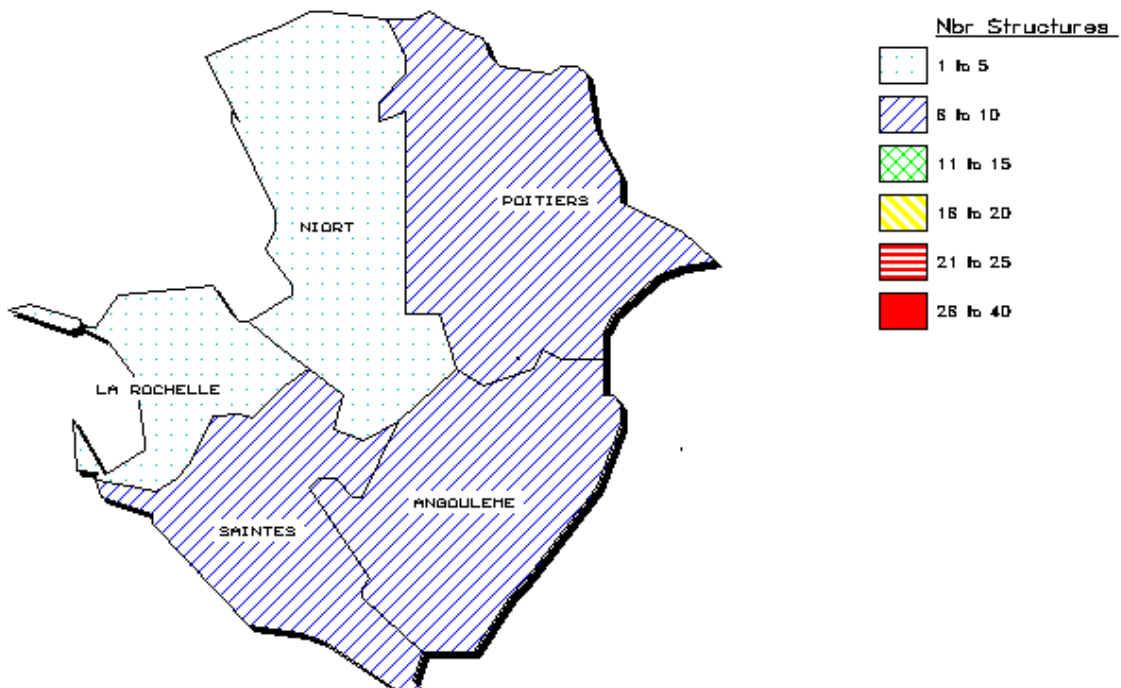 Nbr Structures
1 to 5
6 to 10
11 to 15
16 to 20
21 to 25
26 to 40
POITIERS
NIORT
LA ROCHELLE
ANGOULEME
SAINTES